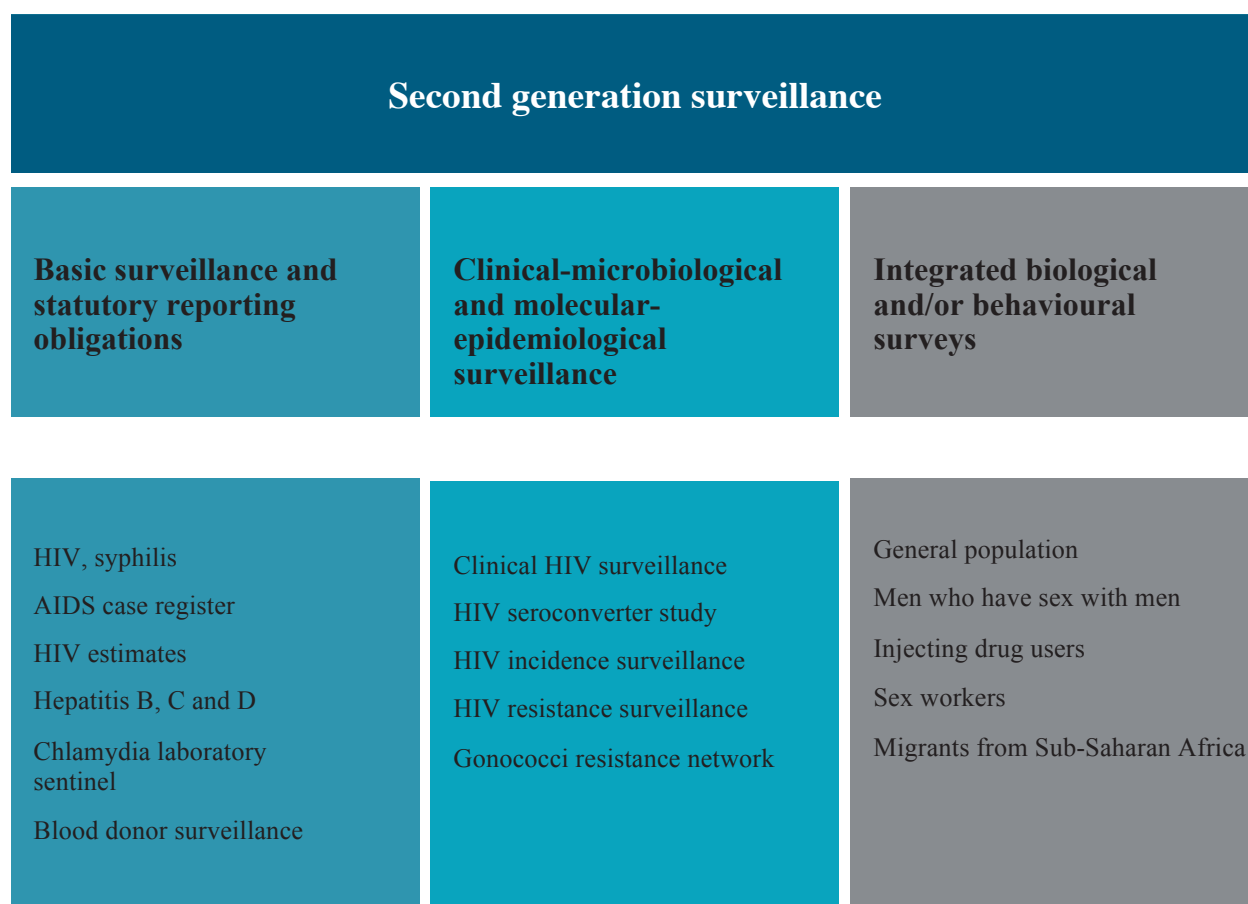 Second generation surveillance
Basic surveillance and
statutory reporting
obligations
Clinical-microbiological
and molecular-
epidemiological
surveillance
Integrated biological
and/or behavioural
surveys
HIV, syphilis
AIDS case register
HIV estimates
Hepatitis B, C and D
Chlamydia laboratory
sentinel
Blood donor surveillance
Clinical HIV surveillance
HIV seroconverter study
HIV incidence surveillance
HIV resistance surveillance
Gonococci resistance network
General population
Men who have sex with men
Injecting drug users
Sex workers
Migrants from Sub-Saharan Africa